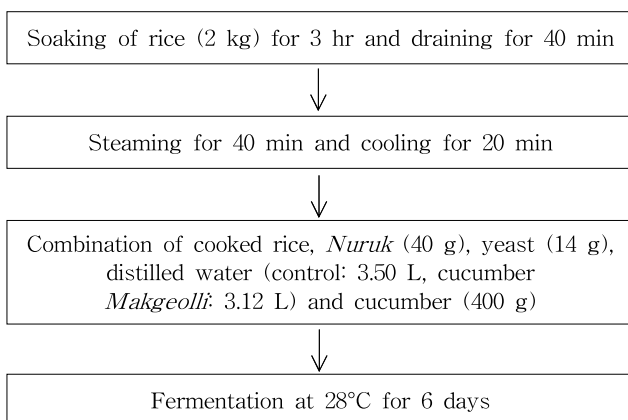 Soaking of rice (2 kg) for 3 hr and draining for 40 min
Steaming for 40 min and cooling for 20 min
Combination of cooked rice, Nuruk (40 g), yeast (14 g),
distilled water (control: 3.50 L, cucumber
Makgeolli: 3.12 L) and cucumber (400 g)
Fermentation at 28°C for 6 days